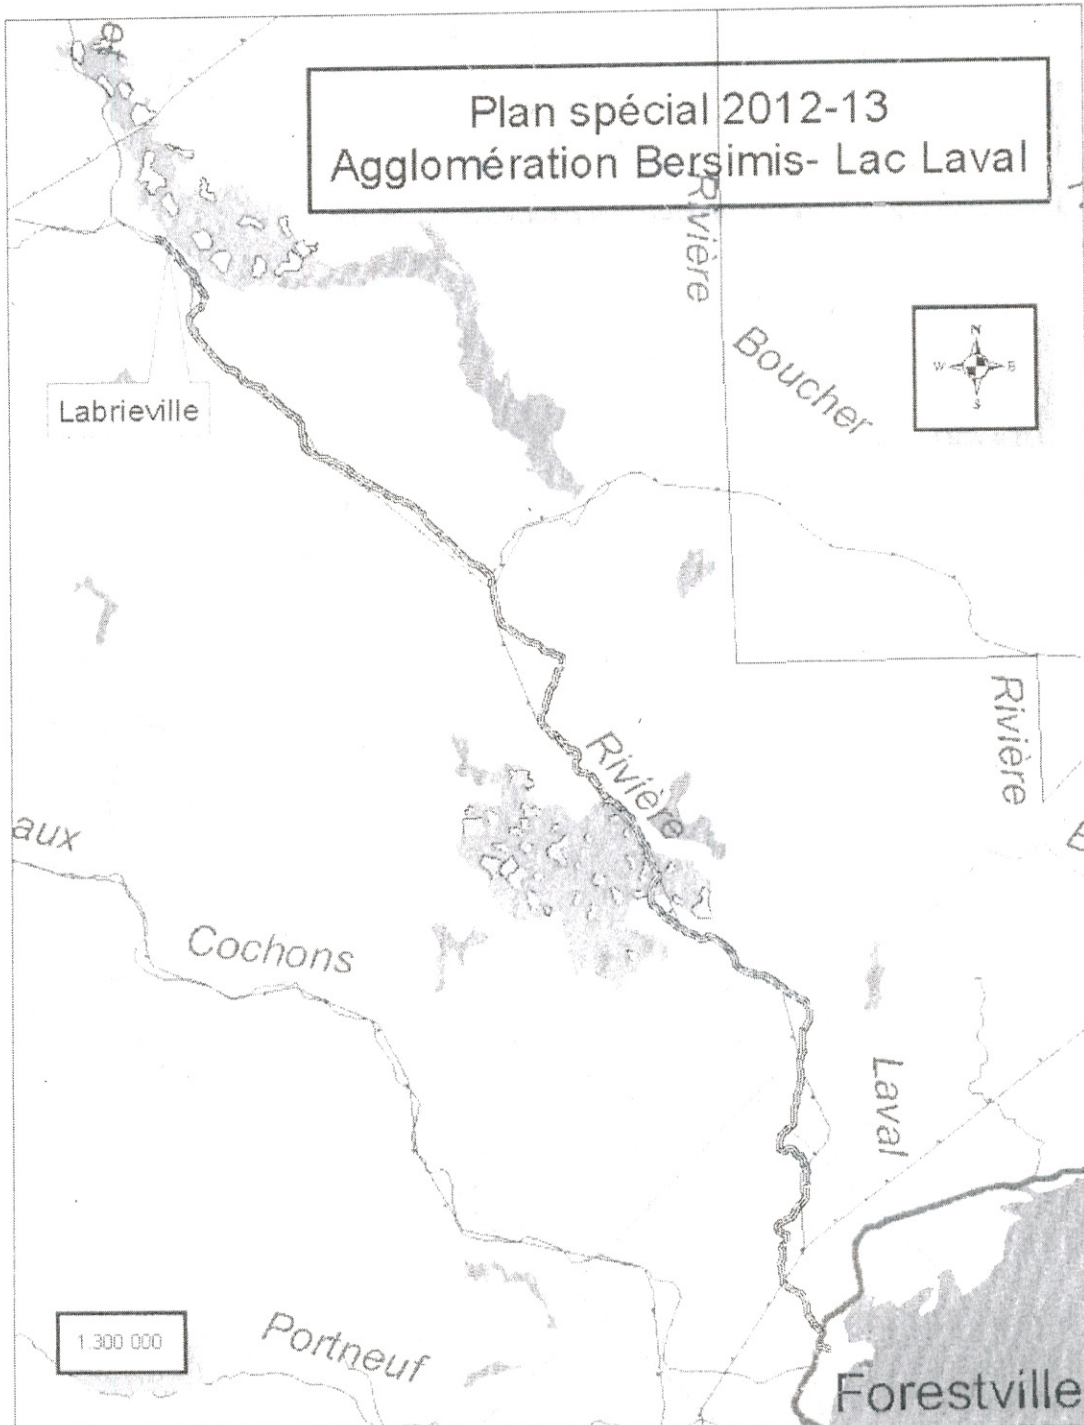 Plan spécial 2012-13
Agglomération Bersimis- Lac Laval
Rivière
Boucher
N
W
E
S
Labrieville
Rivière
Rivière
aux
Cochons
Laval
1:300 000
Portneuf
Forestville